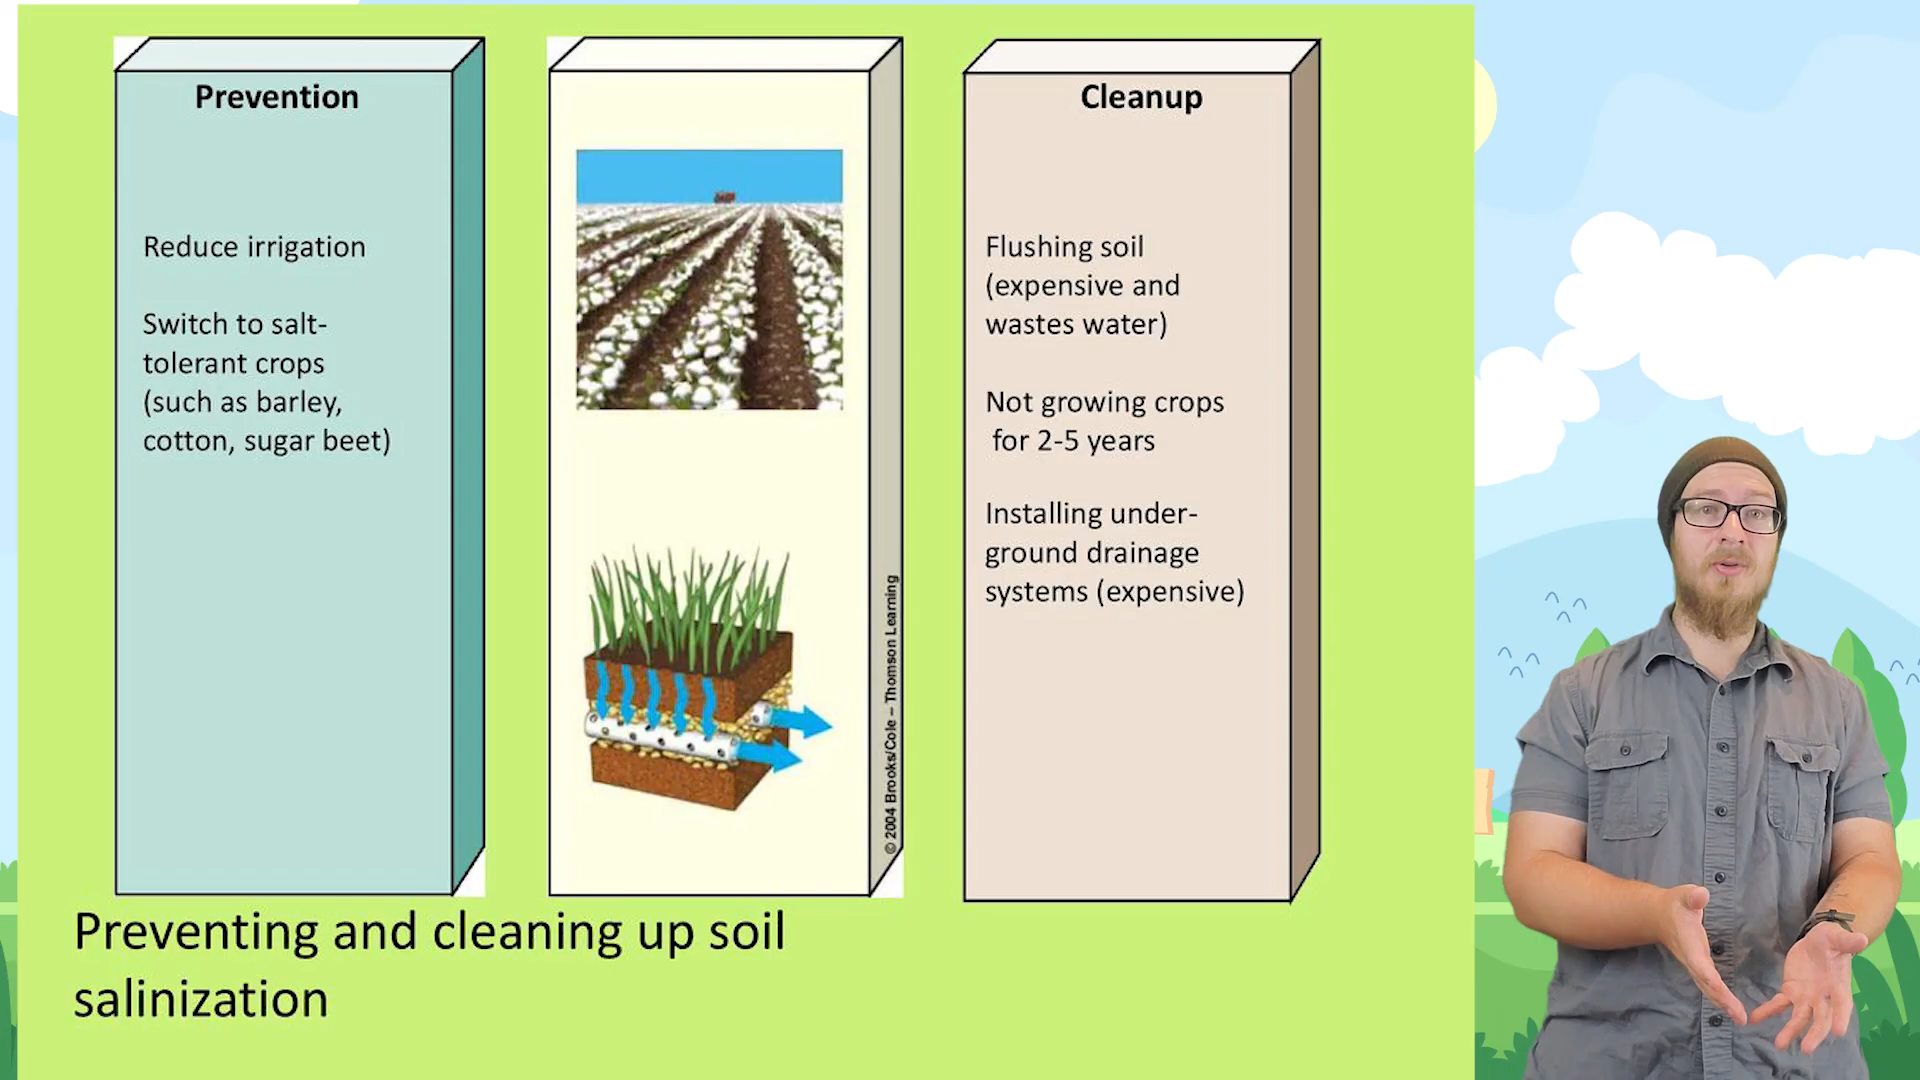 Prevention
Reduce irrigation
Switch to salt-
tolerant crops
(such as barley,
cotton, sugar beet)
© 2004 Brooks/Cole – Thomson Learning
Cleanup
Flushing soil
(expensive and
wastes water)
Not growing crops
for 2-5 years
Installing under-
ground drainage
systems (expensive)
Preventing and cleaning up soil
salinization